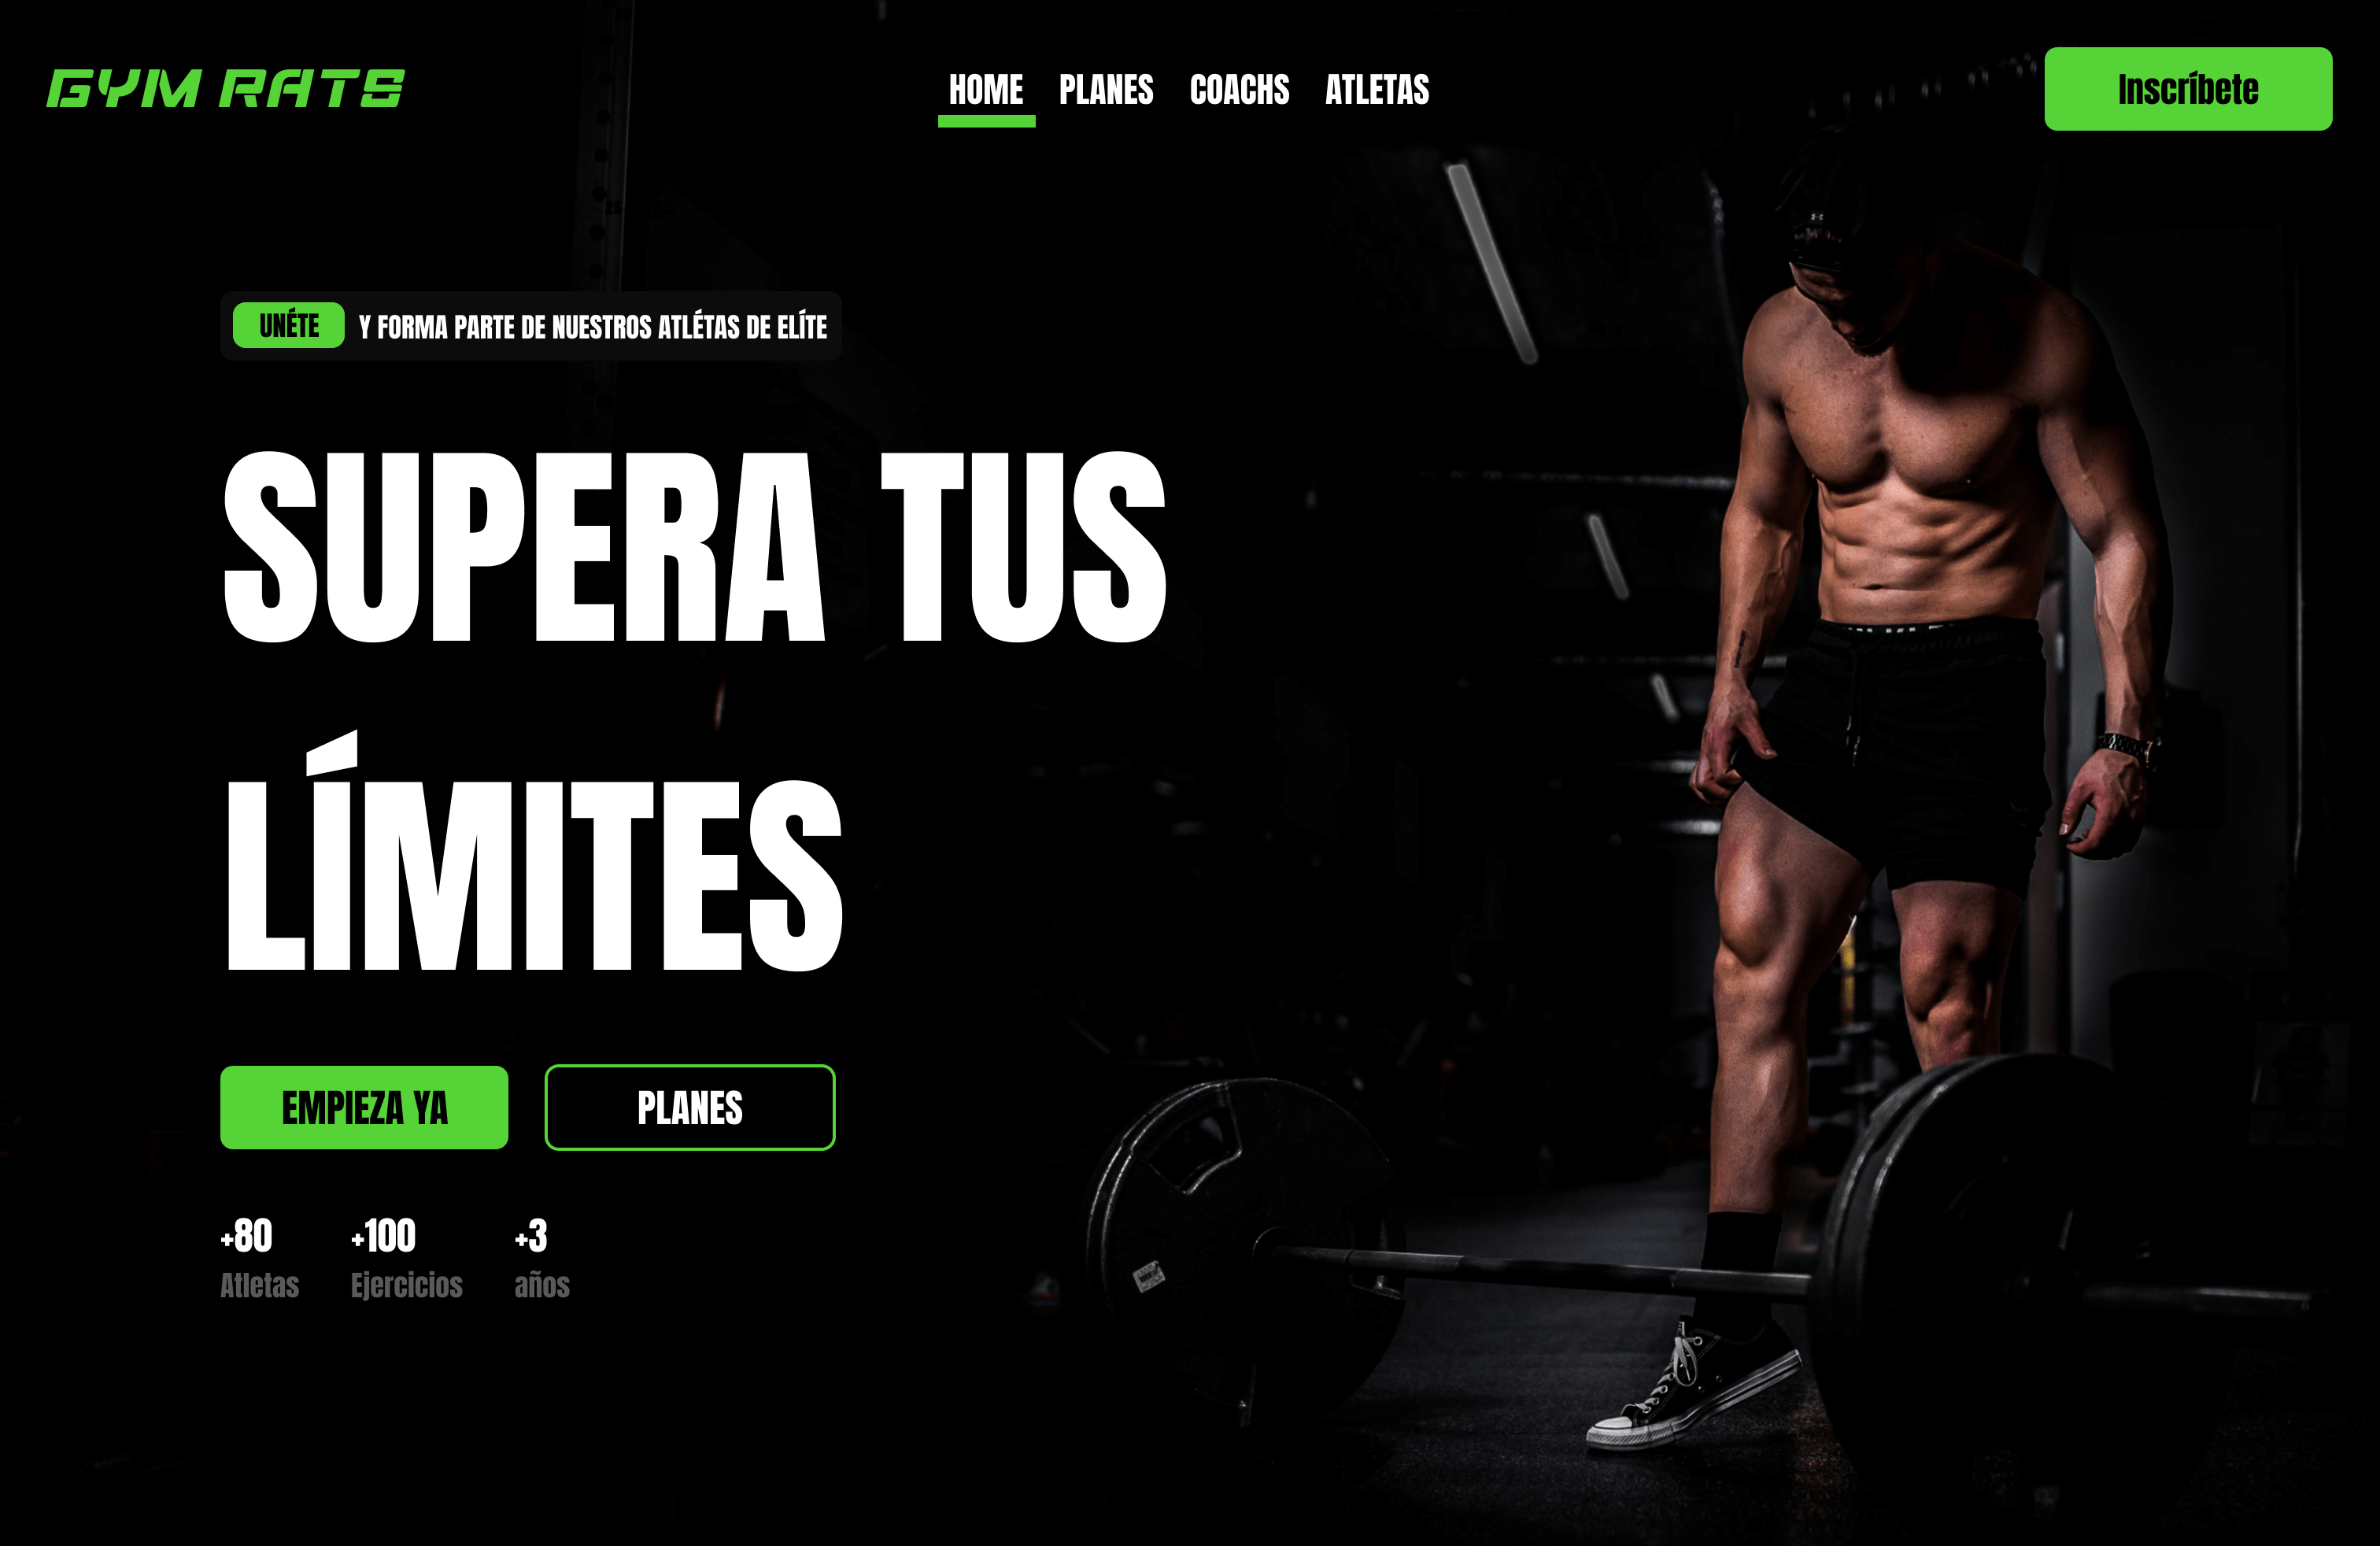 GYM RATS
HOME PLANES COACHS ATLETAS
Inscríbete
UNÉTE Y FORMA PARTE DE NUESTROS ATLÉTAS DE ELÍTE
SUPERA TUS
LÍMITES
EMPIEZA YA PLANES
+80 +100 +3
Atletas Ejercicios años